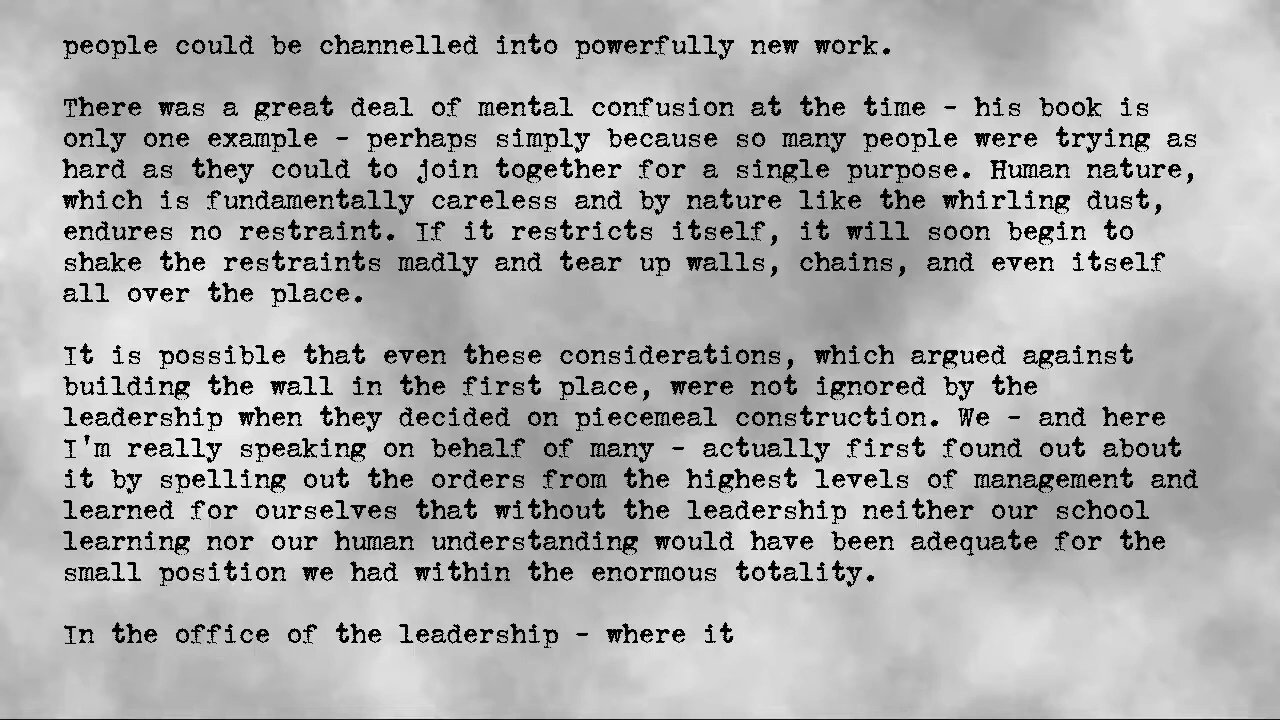 people could be channelled into powerfully new work.
There was a great deal of mental confusion at the time - his book is
only one example - perhaps simply because so many people were trying as
hard as they could to join together for a single purpose. Human nature,
which is fundamentally careless and by nature like the whirling dust,
endures no restraint. If it restricts itself, it will soon begin to
shake the restraints madly and tear up walls, chains, and even itself
all over the place.
It is possible that even these considerations, which argued against
building the wall in the first place, were not ignored by the
leadership when they decided on piecemeal construction. We - and here
I'm really speaking on behalf of many - actually first found out about
it by spelling out the orders from the highest levels of management and
learned for ourselves that without the leadership neither our school
learning nor our human understanding would have been adequate for the
small position we had within the enormous totality.
In the office of the leadership - where it